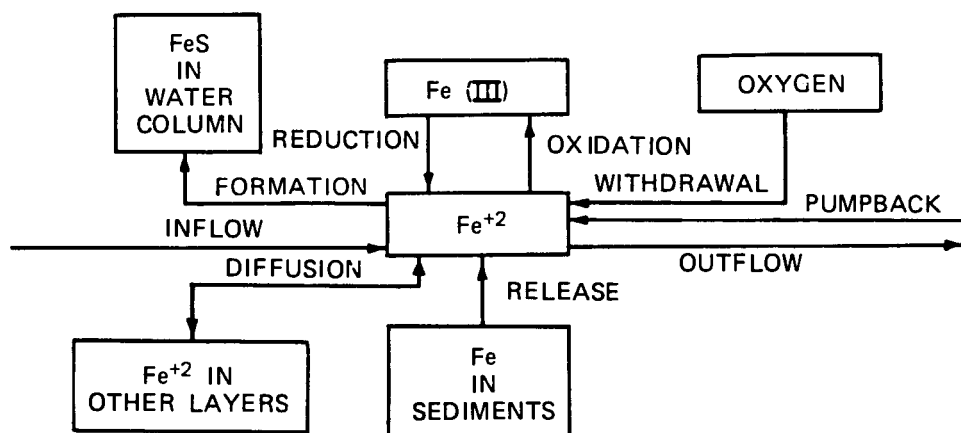 FeS
IN
WATER
COLUMN
Fe (III)
OXYGEN
REDUCTION
OXIDATION
FORMATION
WITHDRAWAL
Fe+2
PUMPBACK
INFLOW
OUTFLOW
DIFFUSION
RELEASE
Fe+2 IN
OTHER LAYERS
Fe
IN
SEDIMENTS